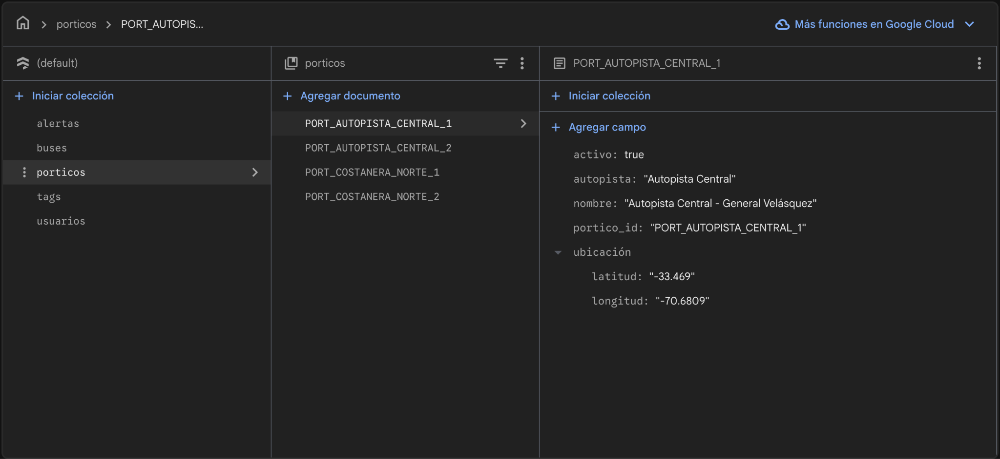 porticos PORT_AUTOPIS... Más funciones en Google Cloud
(default)
Iniciar colección
alertas
buses
porticos
tags
usuarios
porticos
Agregar documento
PORT_AUTOPISTA_CENTRAL_1
PORT_AUTOPISTA_CENTRAL_2
PORT_COSTANERA_NORTE_1
PORT_COSTANERA_NORTE_2
PORT_AUTOPISTA_CENTRAL_1
Iniciar colección
Agregar campo
activo: true
autopista: "Autopista Central"
nombre: "Autopista Central - General Velásquez"
portico_id: "PORT_AUTOPISTA_CENTRAL_1"
ubicación
latitud: "-33.469"
longitud: "-70.6809"